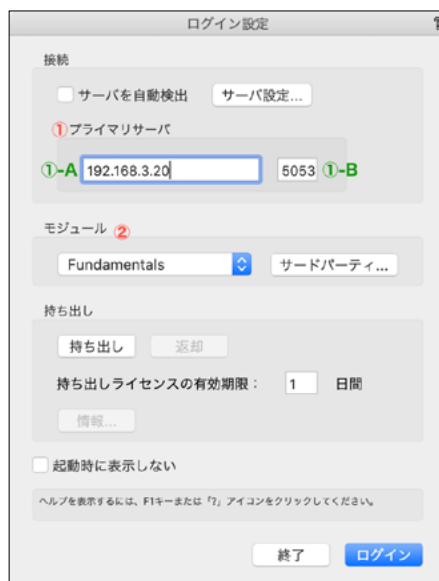 ログイン設定
接続
サーバを自動検出 サーバ設定...
①プライマリサーバ
①-A 192.168.3.20 5053 ①-B
モジュール ②
Fundamentals サードパーティ...
持ち出し
持ち出し 返却
持ち出しライセンスの有効期限： 1 日間
情報...
起動時に表示しない
ヘルプを表示するには、F1キーまたは「?」アイコンをクリックしてください。
終了 ログイン